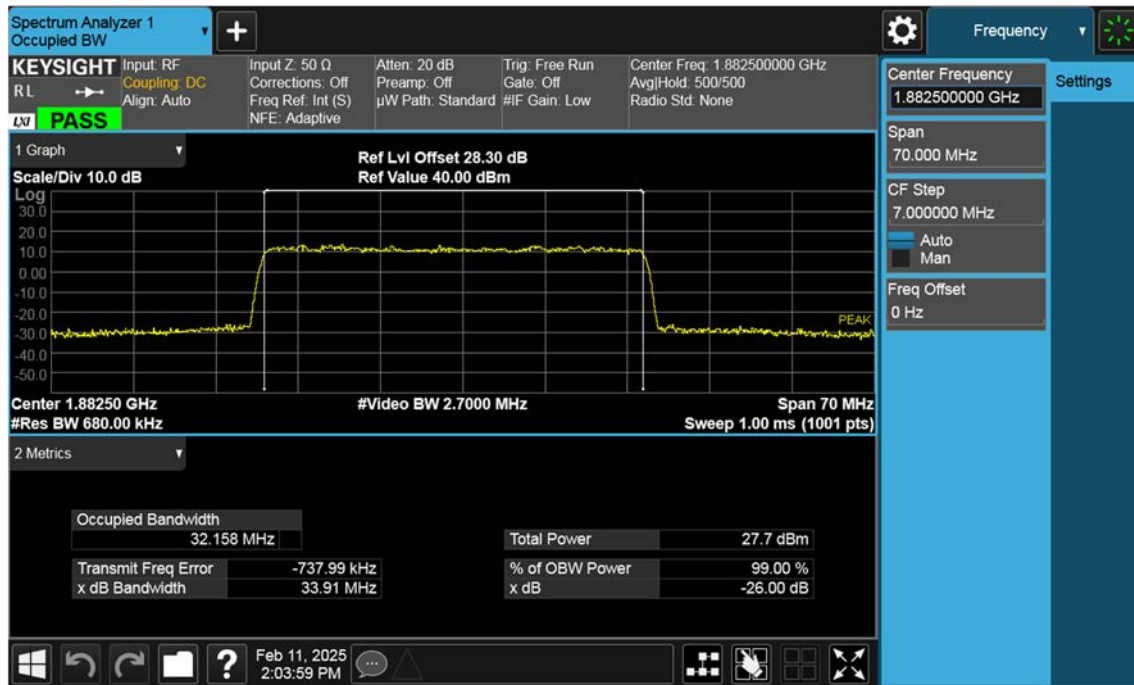 Spectrum Analyzer 1
Occupied BW
Frequency
KEYSIGHT
R L
LXI PASS
Input: RF
Coupling: DC
Align: Auto
Input Z: 50 Ω
Corrections: Off
Freq Ref: Int (S)
NFE: Adaptive
Atten: 20 dB
Preamp: Off
µW Path: Standard
Trig: Free Run
Gate: Off
#IF Gain: Low
Center Freq: 1.882500000 GHz
Avg|Hold: 500/500
Radio Std: None
1 Graph
Scale/Div 10.0 dB
Ref Lvl Offset 28.30 dB
Ref Value 40.00 dBm
Log
30.0
20.0
10.0
0.00
-10.0
-20.0
-30.0
-40.0
-50.0
PEAK
Center 1.88250 GHz
#Video BW 2.7000 MHz
Span 70 MHz
#Res BW 680.00 kHz
Sweep 1.00 ms (1001 pts)
2 Metrics
Occupied Bandwidth
32.158 MHz
Total Power 27.7 dBm
Transmit Freq Error -737.99 kHz
% of OBW Power 99.00 %
x dB Bandwidth 33.91 MHz
x dB -26.00 dB
Feb 11, 2025
2:03:59 PM
Center Frequency
1.882500000 GHz
Settings
Span
70.000 MHz
CF Step
7.000000 MHz
Auto
Man
Freq Offset
0 Hz